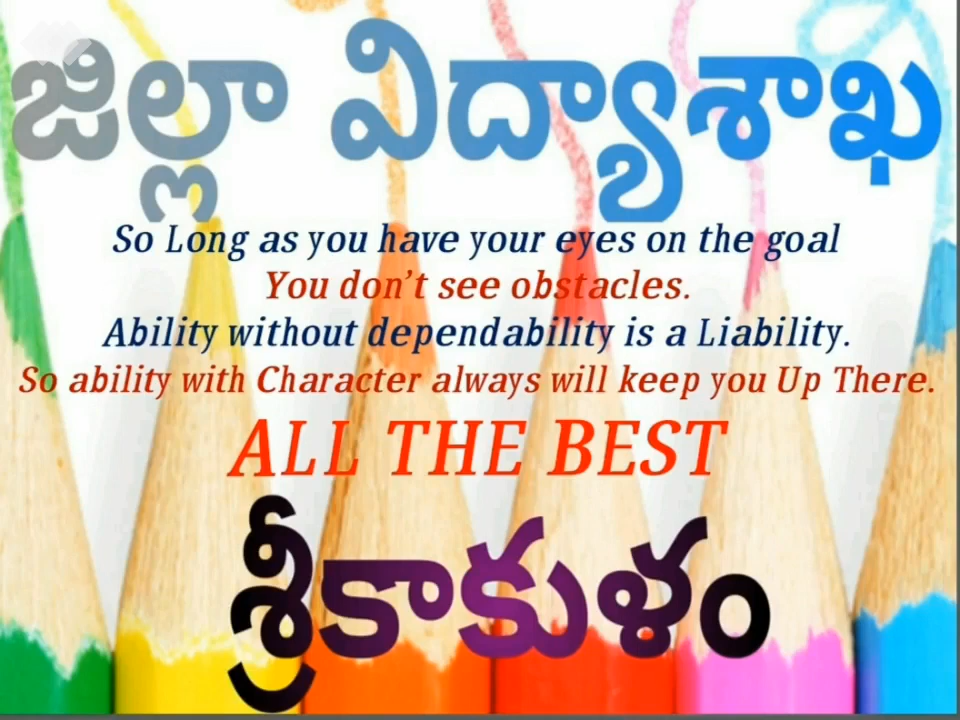 జిల్లా విద్యాశాఖ
So Long as you have your eyes on the goal
You don't see obstacles.
Ability without dependability is a Liability.
So ability with Character always will keep you Up There.
ALL THE BEST
శ్రీకాకుళం